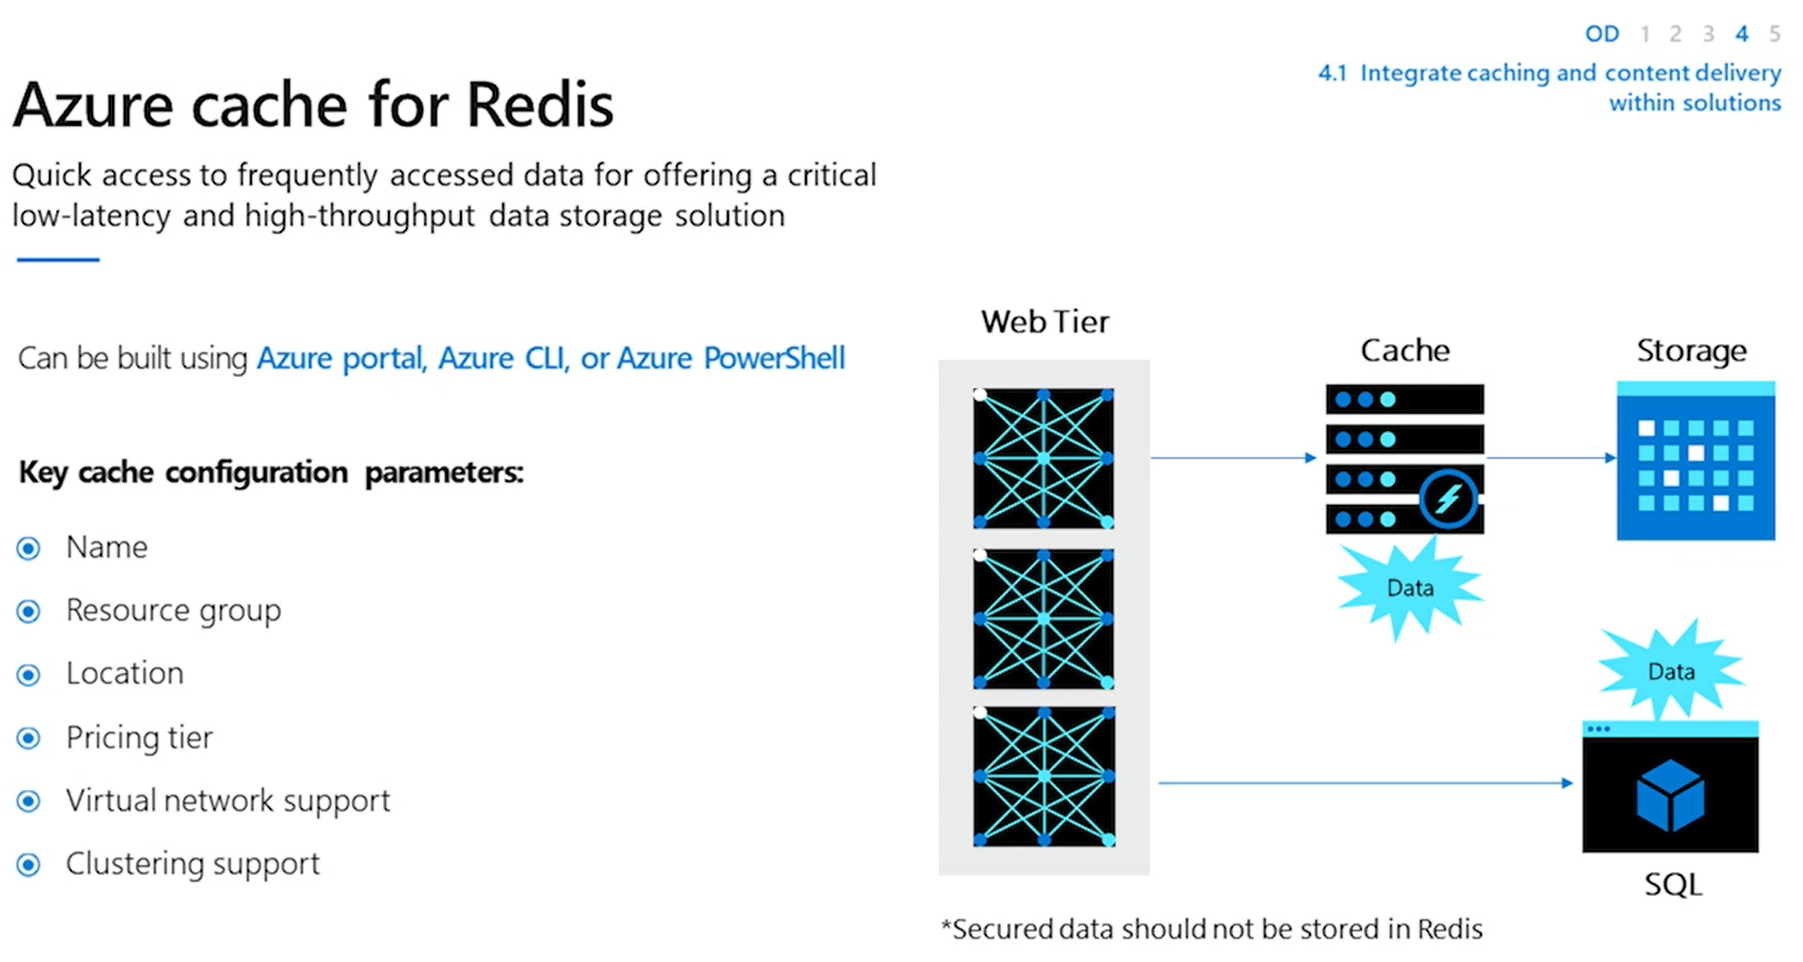 OD 1 2 3 4 5
4.1 Integrate caching and content delivery
within solutions
Azure cache for Redis
Quick access to frequently accessed data for offering a critical
low-latency and high-throughput data storage solution
Can be built using Azure portal, Azure CLI, or Azure PowerShell
Key cache configuration parameters:
Name
Resource group
Location
Pricing tier
Virtual network support
Clustering support
Web Tier
Cache
Storage
Data
Data
SQL
*Secured data should not be stored in Redis